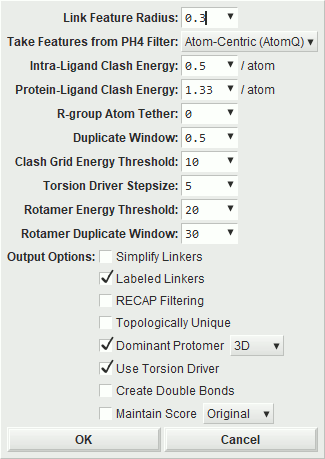 Link Feature Radius: 0.3
Take Features from PH4 Filter: Atom-Centric (AtomQ)
Intra-Ligand Clash Energy: 0.5 / atom
Protein-Ligand Clash Energy: 1.33 / atom
R-group Atom Tether: 0
Duplicate Window: 0.5
Clash Grid Energy Threshold: 10
Torsion Driver Stepsize: 5
Rotamer Energy Threshold: 20
Rotamer Duplicate Window: 30
Output Options: Simplify Linkers
Labeled Linkers
RECAP Filtering
Topologically Unique
Dominant Protomer 3D
Use Torsion Driver
Create Double Bonds
Maintain Score Original
OK Cancel